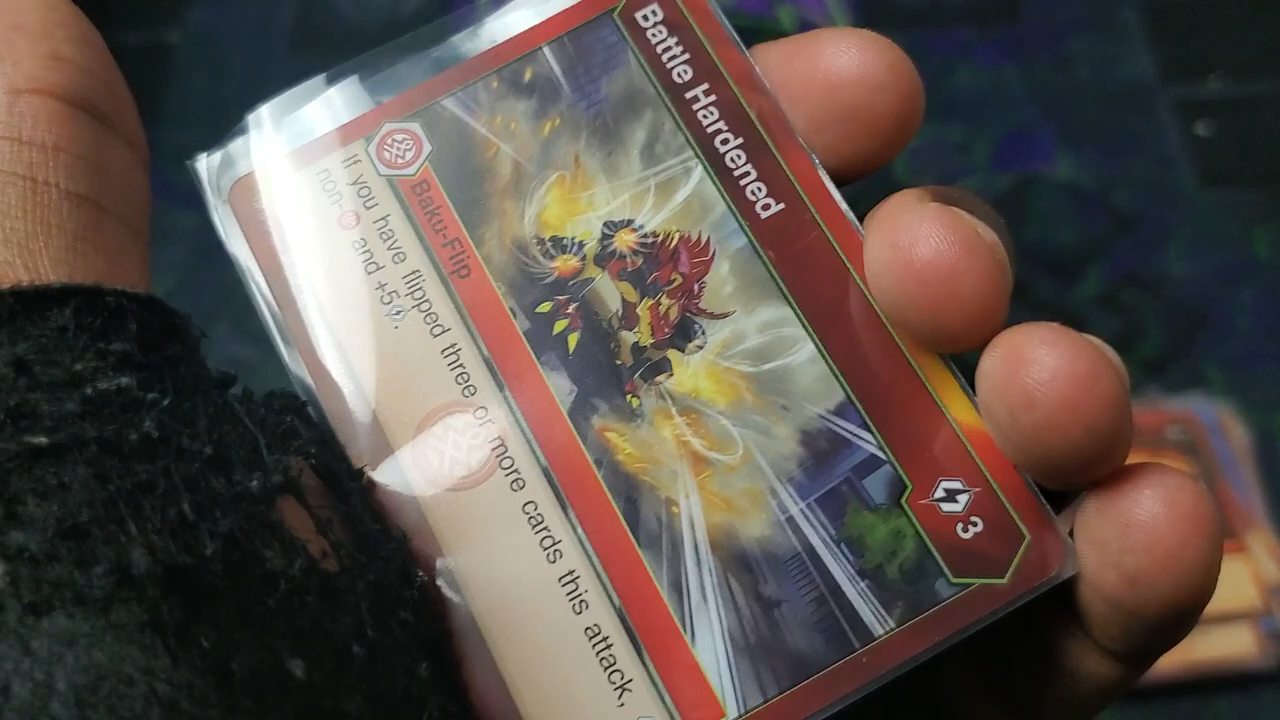 Battle Hardened
3
Baku-Flip
If you have flipped three or more cards this attack,
non- and +5.